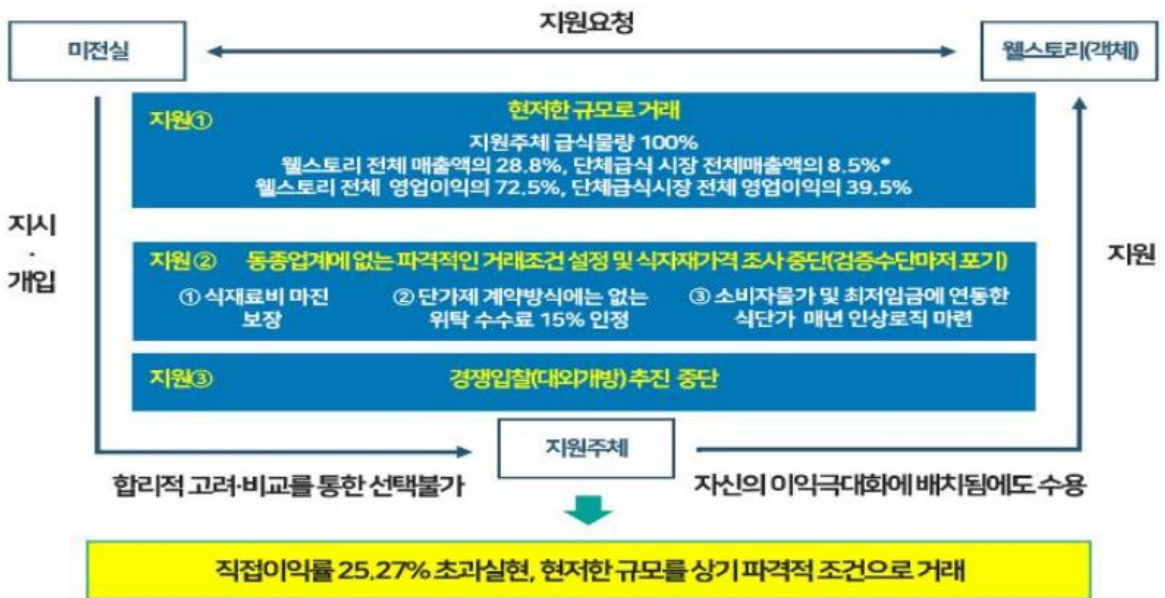 지원요청
미전실
웰스토리(객체)
지원①
현저한 규모로 거래
지원주체 급식물량 100%
웰스토리 전체 매출액의 28.8%, 단체급식 시장 전체매출액의 8.5%*
웰스토리 전체 영업이익의 72.5%, 단체급식시장 전체 영업이익의 39.5%
지시
·
개입
지원
지원② 동종업계에 없는 파격적인 거래조건 설정 및 식자재가격 조사 중단(검증수단마저 포기)
① 식재료비 마진
보장
② 단가제 계약방식에는 없는
위탁 수수료 15% 인정
③ 소비자물가 및 최저임금에 연동한
식단가 매년 인상로직 마련
지원③
경쟁입찰(대외개방) 추진 중단
지원주체
합리적 고려·비교를 통한 선택불가
자신의 이익극대화에 배치됨에도 수용
직접이익률 25.27% 초과실현, 현저한 규모를 상기 파격적 조건으로 거래